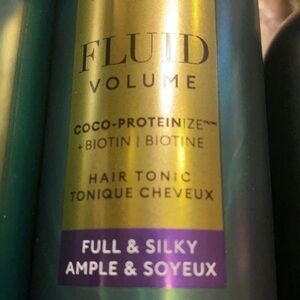 FLUID
VOLUME
COCO-PROTEINIZE™
+ BIOTIN | BIOTINE
HAIR TONIC
TONIQUE CHEVEUX
FULL & SILKY
AMPLE & SOYEUX